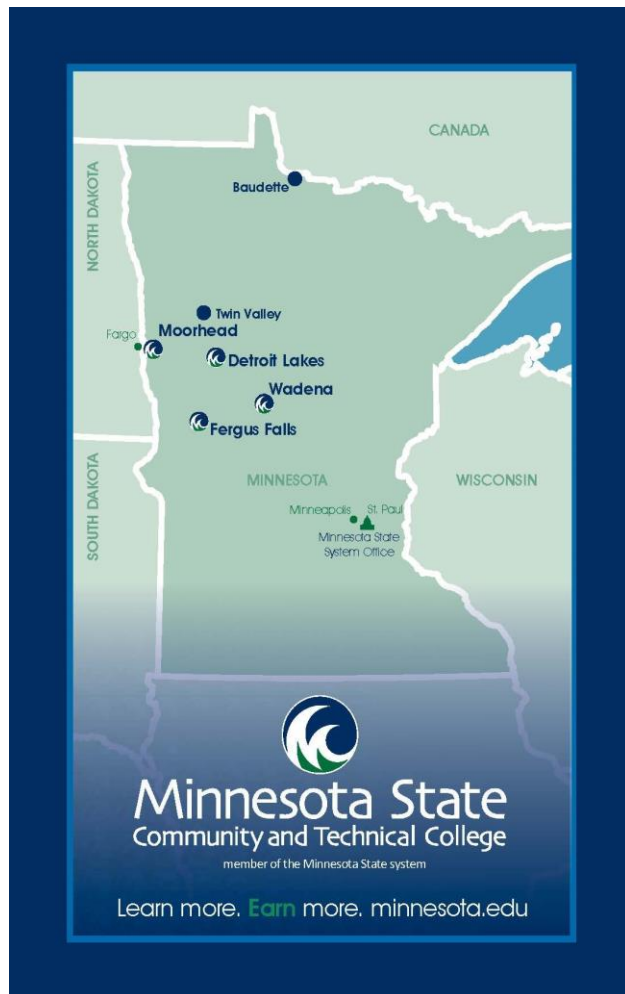 CANADA
NORTH DAKOTA
Baudette
Twin Valley
Fargo
Moorhead
Detroit Lakes
Wadena
Fergus Falls
SOUTH DAKOTA
MINNESOTA
WISCONSIN
Minneapolis
St. Paul
Minnesota State
System Office
Minnesota State
Community and Technical College
member of the Minnesota State system
Learn more. Earn more. minnesota.edu